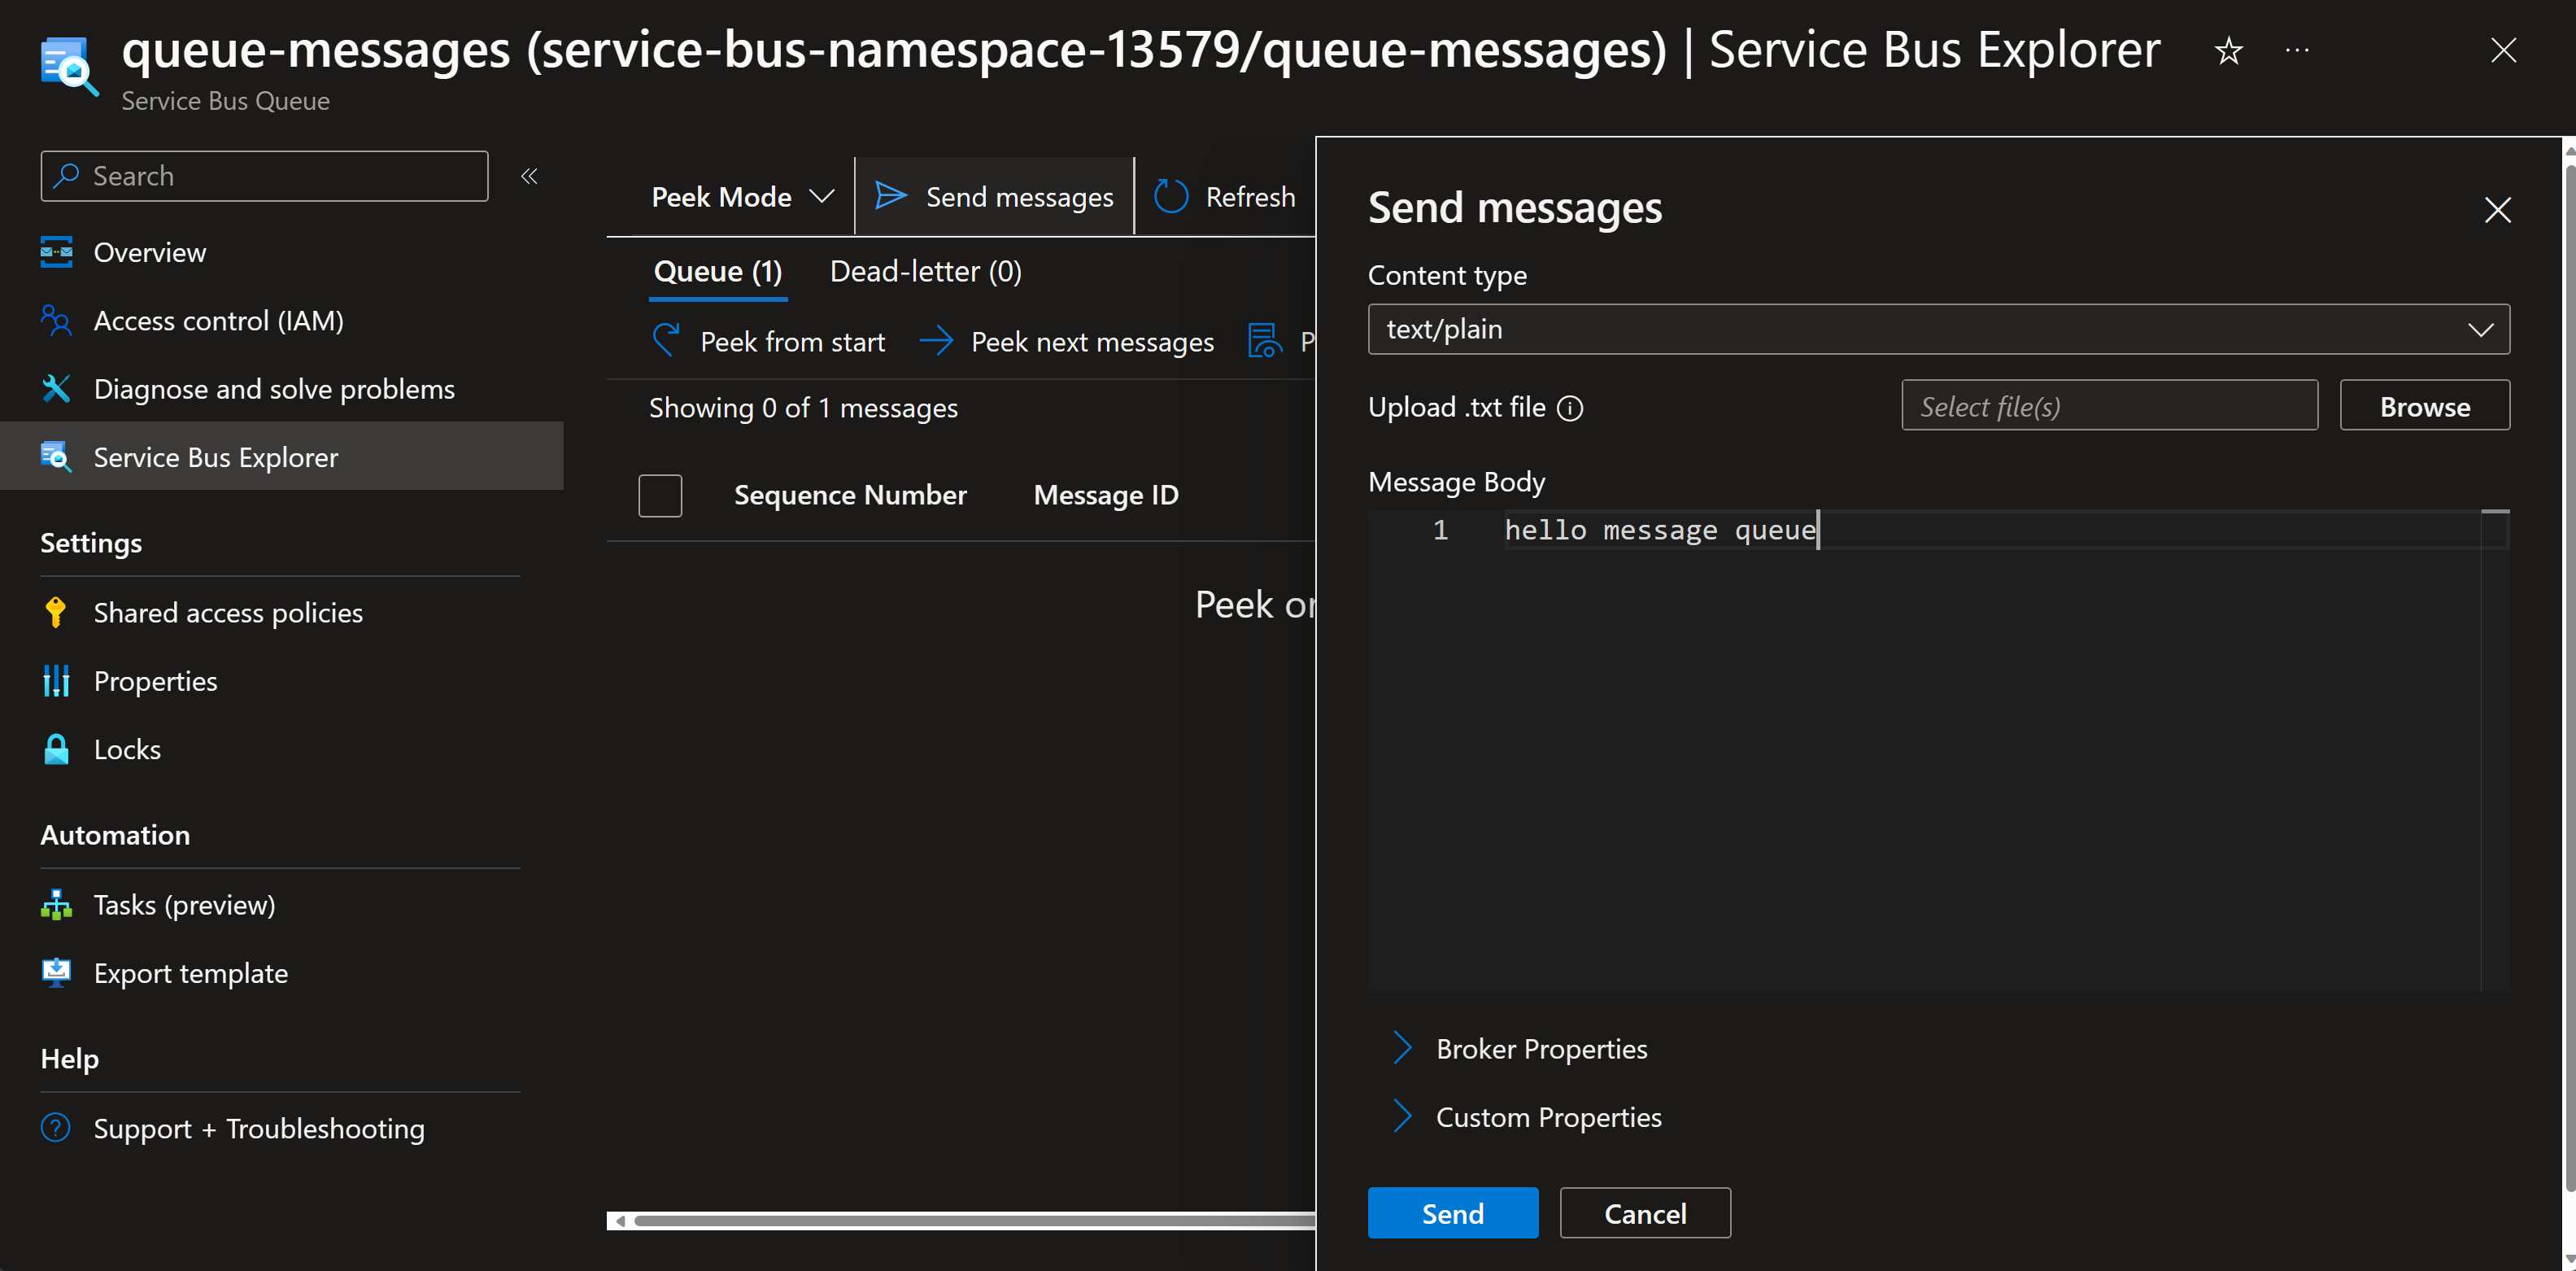 queue-messages (service-bus-namespace-13579/queue-messages) | Service Bus Explorer
Service Bus Queue
Search
Overview
Access control (IAM)
Diagnose and solve problems
Service Bus Explorer
Settings
Shared access policies
Properties
Locks
Automation
Tasks (preview)
Export template
Help
Support + Troubleshooting
Peek Mode
Send messages
Refresh
Queue (1)
Dead-letter (0)
Peek from start
Peek next messages
P
Showing 0 of 1 messages
Sequence Number
Message ID
Peek or
Send messages
Content type
text/plain
Upload .txt file
Select file(s)
Browse
Message Body
1 hello message queue
Broker Properties
Custom Properties
Send
Cancel